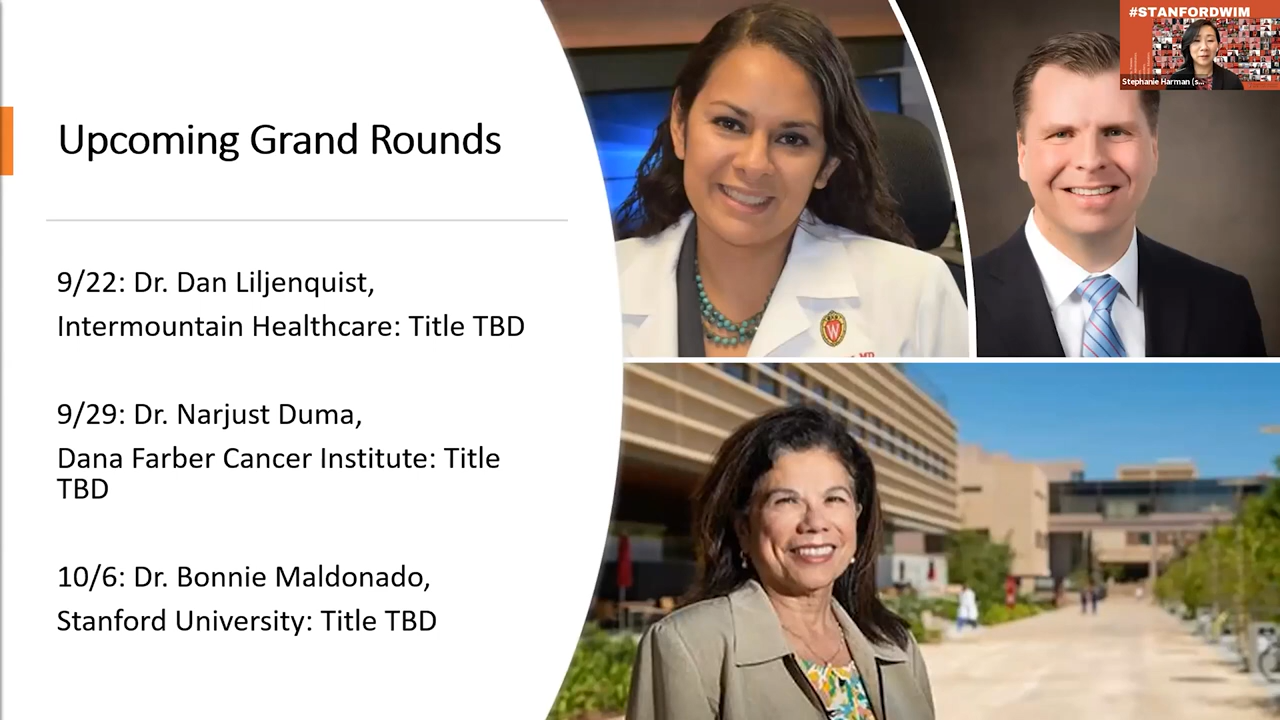 Upcoming Grand Rounds
9/22: Dr. Dan Liljenquist,
Intermountain Healthcare: Title TBD
9/29: Dr. Narjust Duma,
Dana Farber Cancer Institute: Title
TBD
10/6: Dr. Bonnie Maldonado,
Stanford University: Title TBD
#STANFORDWIM
Stephanie Harman (s...
W
MD